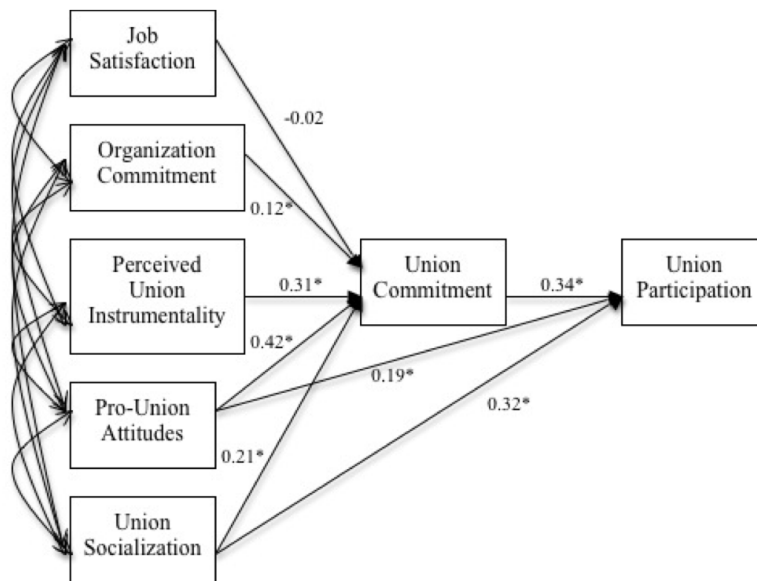 Job
Satisfaction
-0.02
Organization
Commitment
0.12*
Perceived
Union
Instrumentality
0.31*
Union
Commitment
0.34*
Union
Participation
0.42*
0.19*
Pro-Union
Attitudes
0.32*
0.21*
Union
Socialization